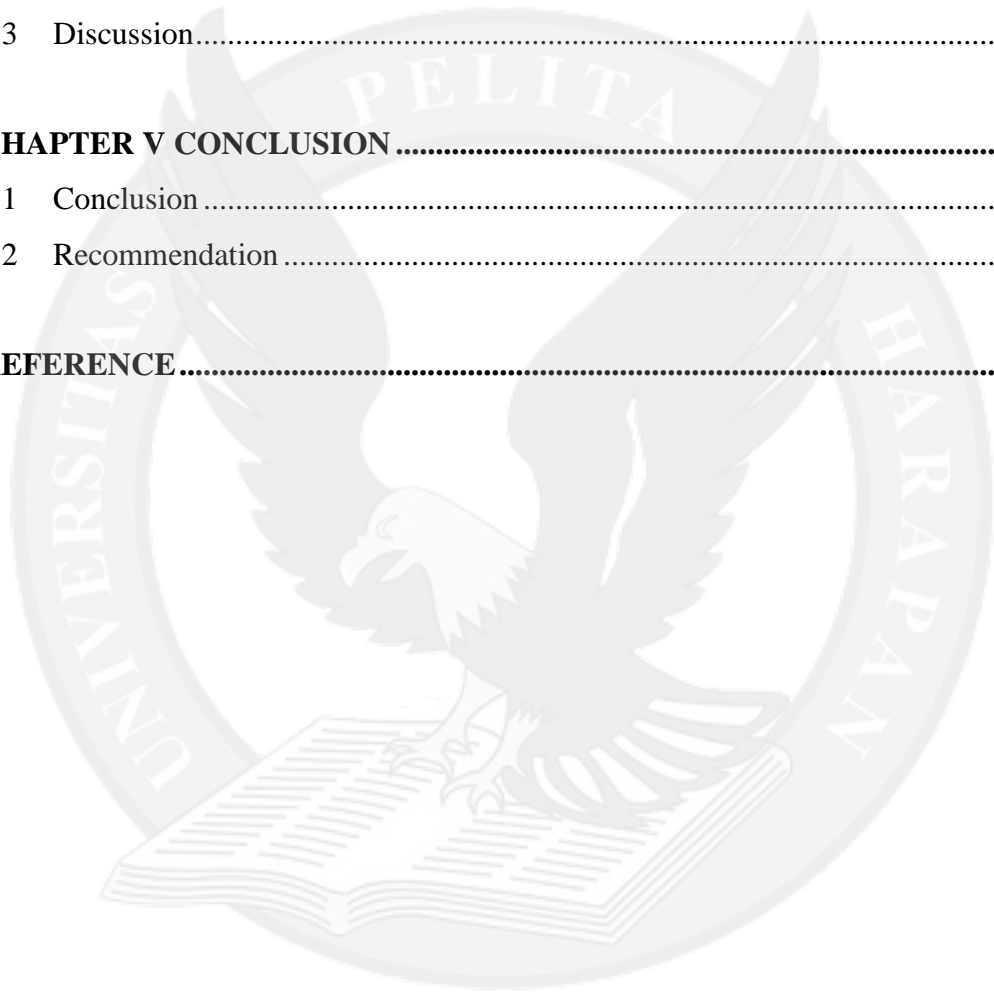 3 Discussion....................................................................................................
HAPTER V CONCLUSION...........................................................................
1 Conclusion...................................................................................................
2 Recommendation.........................................................................................
EFERENCE......................................................................................................
UNIVERSITAS PELITA HARAPAN